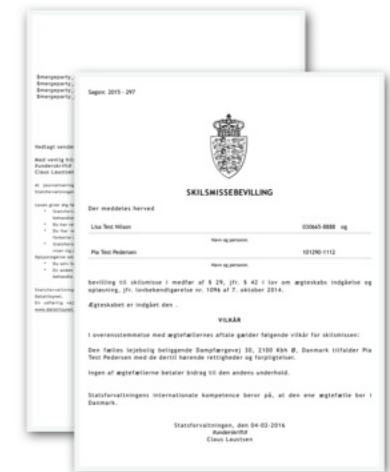 $mergeparty_
$mergeparty_
$mergeparty_
$mergeparty_
Vedlagt sender
Med venlig hils
#underskrift#
Claus Laustsen
Sagsnr. 2015 - 297
SKILSMISSEBEVILLING
Der meddeles herved
Lisa Test Nilson 030665-8888 og
Navn og personnr.
Pia Test Pedersen 101290-1112
Navn og personnr.
bevilling til skilsmisse i medfør af § 29, jfr. § 42 i lov om ægteskabs indgåelse og
opløsning, jfr. lovbekendtgørelse nr. 1096 af 7. oktober 2014.
Ægteskabet er indgået den .
VILKÅR
I overensstemmelse med ægtefællernes aftale gælder følgende vilkår for skilsmissen:
Den fælles lejebolig beliggende Dampfærgevej 30, 2100 Kbh Ø, Danmark tilfalder Pia
Test Pedersen med de dertil hørende rettigheder og forpligtelser.
Ingen af ægtefællerne betaler bidrag til den andens underhold.
Statsforvaltningens internationale kompetence beror på, at den ene ægtefælle bor i
Danmark.
Statsforvaltningen, den 04-02-2016
#underskrift#
Claus Laustsen